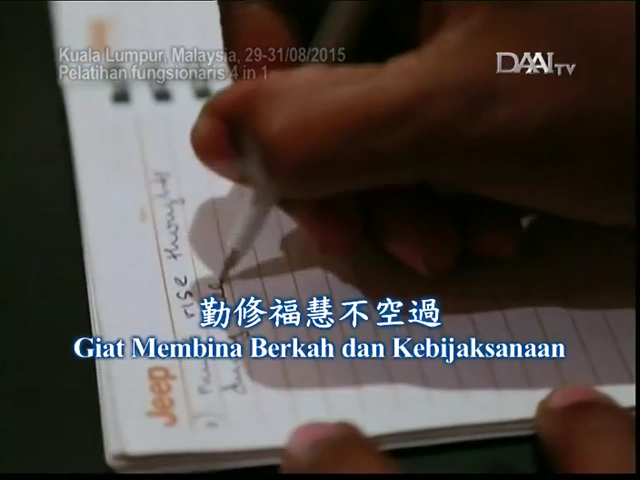 Kuala Lumpur, Malaysia, 29-31/08/2015
Pelatihan fungsionaris 4 in 1
DAAI TV
rise thought
勤修福慧不空過
Giat Membina Berkah dan Kebijaksanaan
Jeep